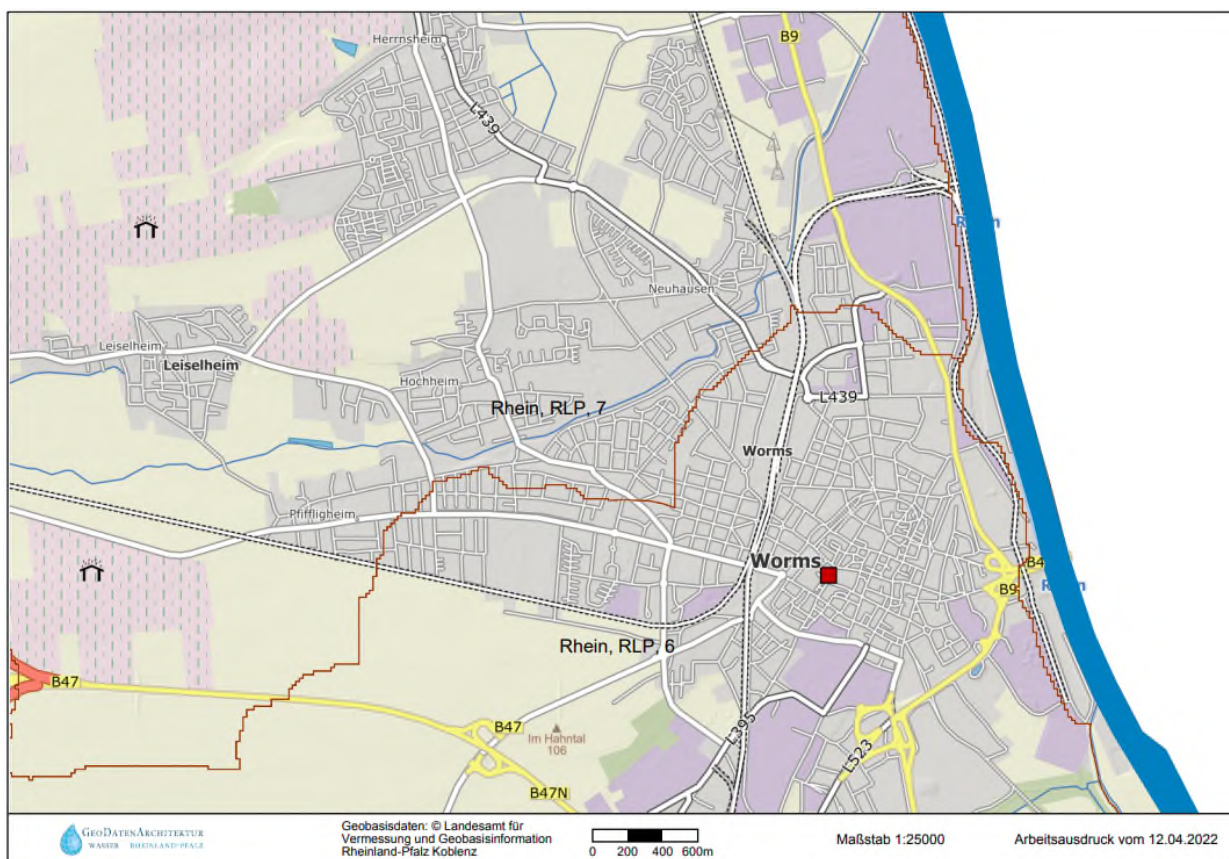 B9
Herrnsheim
L439
Rhein
Neuhausen
Leiselheim
Leiselheim
Hochheim
Rhein, RLP, 7
L439
Worms
Pfiffligheim
Worms
B4
B9
Rhein, RLP, 6
B47
B47
Im Hahntal
106
L395
L523
B47N
GEODATENARCHITEKTUR
WASSER RHEINLAND-PFALZ
Geobasisdaten: © Landesamt für
Vermessung und Geobasisinformation
Rheinland-Pfalz Koblenz
0 200 400 600m
Maßstab 1:25000
Arbeitsausdruck vom 12.04.2022